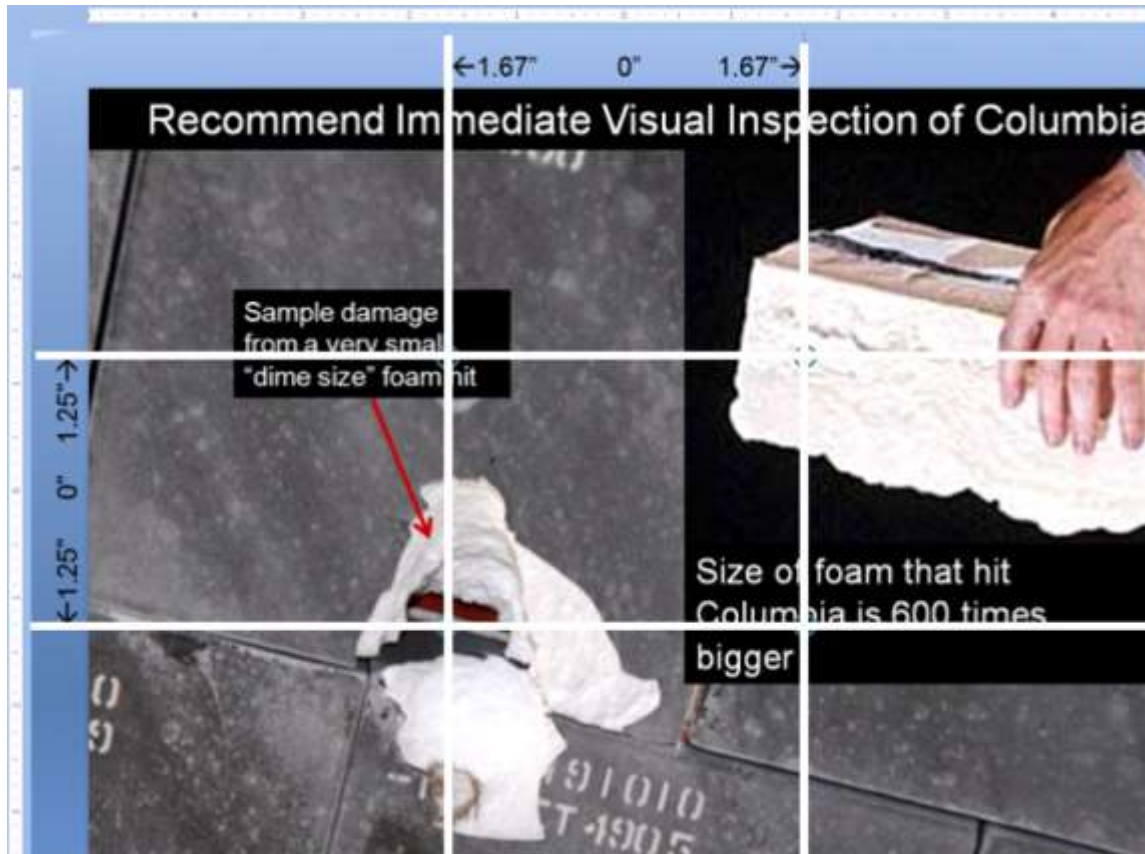 ←1.67" 0" 1.67"→
Recommend Immediate Visual Inspection of Columbia
Sample damage
from a very small
“dime size” foam hit
1.25"→
0"
←1.25"
Size of foam that hit
Columbia is 600 times
bigger
191010
T 4905